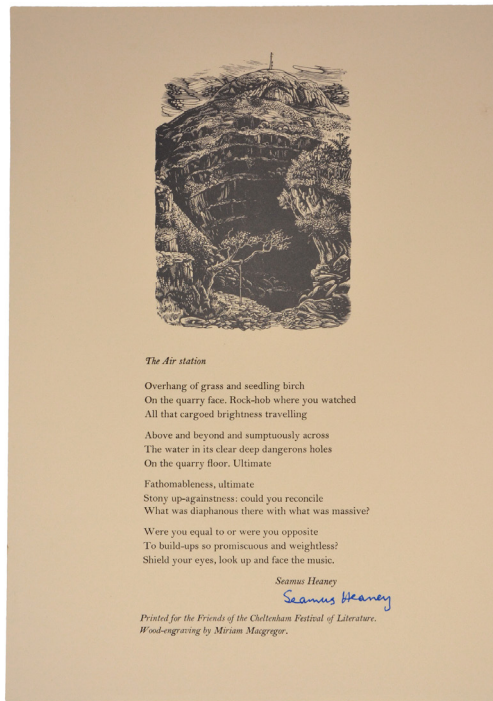 The Air station
Overhang of grass and seedling birch
On the quarry face. Rock-hob where you watched
All that cargoed brightness travelling
Above and beyond and sumptuously across
The water in its clear deep dangerous holes
On the quarry floor. Ultimate
Fathomableness, ultimate
Stony up-againstness: could you reconcile
What was diaphanous there with what was massive?
Were you equal to or were you opposite
To build-ups so promiscuous and weightless?
Shield your eyes, look up and face the music.
Seamus Heaney
Seamus Heaney
Printed for the Friends of the Cheltenham Festival of Literature.
Wood-engraving by Miriam Macgregor.